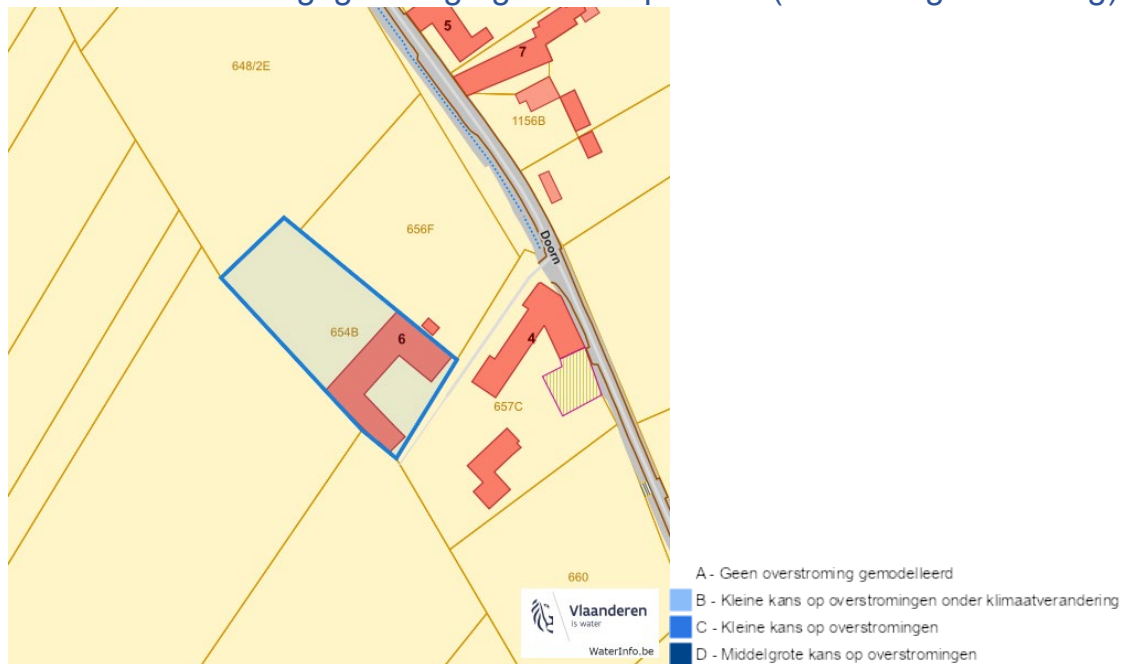 5
7
648/2E
1156B
656F
Doorn
654B
6
4
657C
660
Vlaanderen
is water
WaterInfo.be
A - Geen overstroming gemodelleerd
B - Kleine kans op overstromingen onder klimaatverandering
C - Kleine kans op overstromingen
D - Middelgrote kans op overstromingen